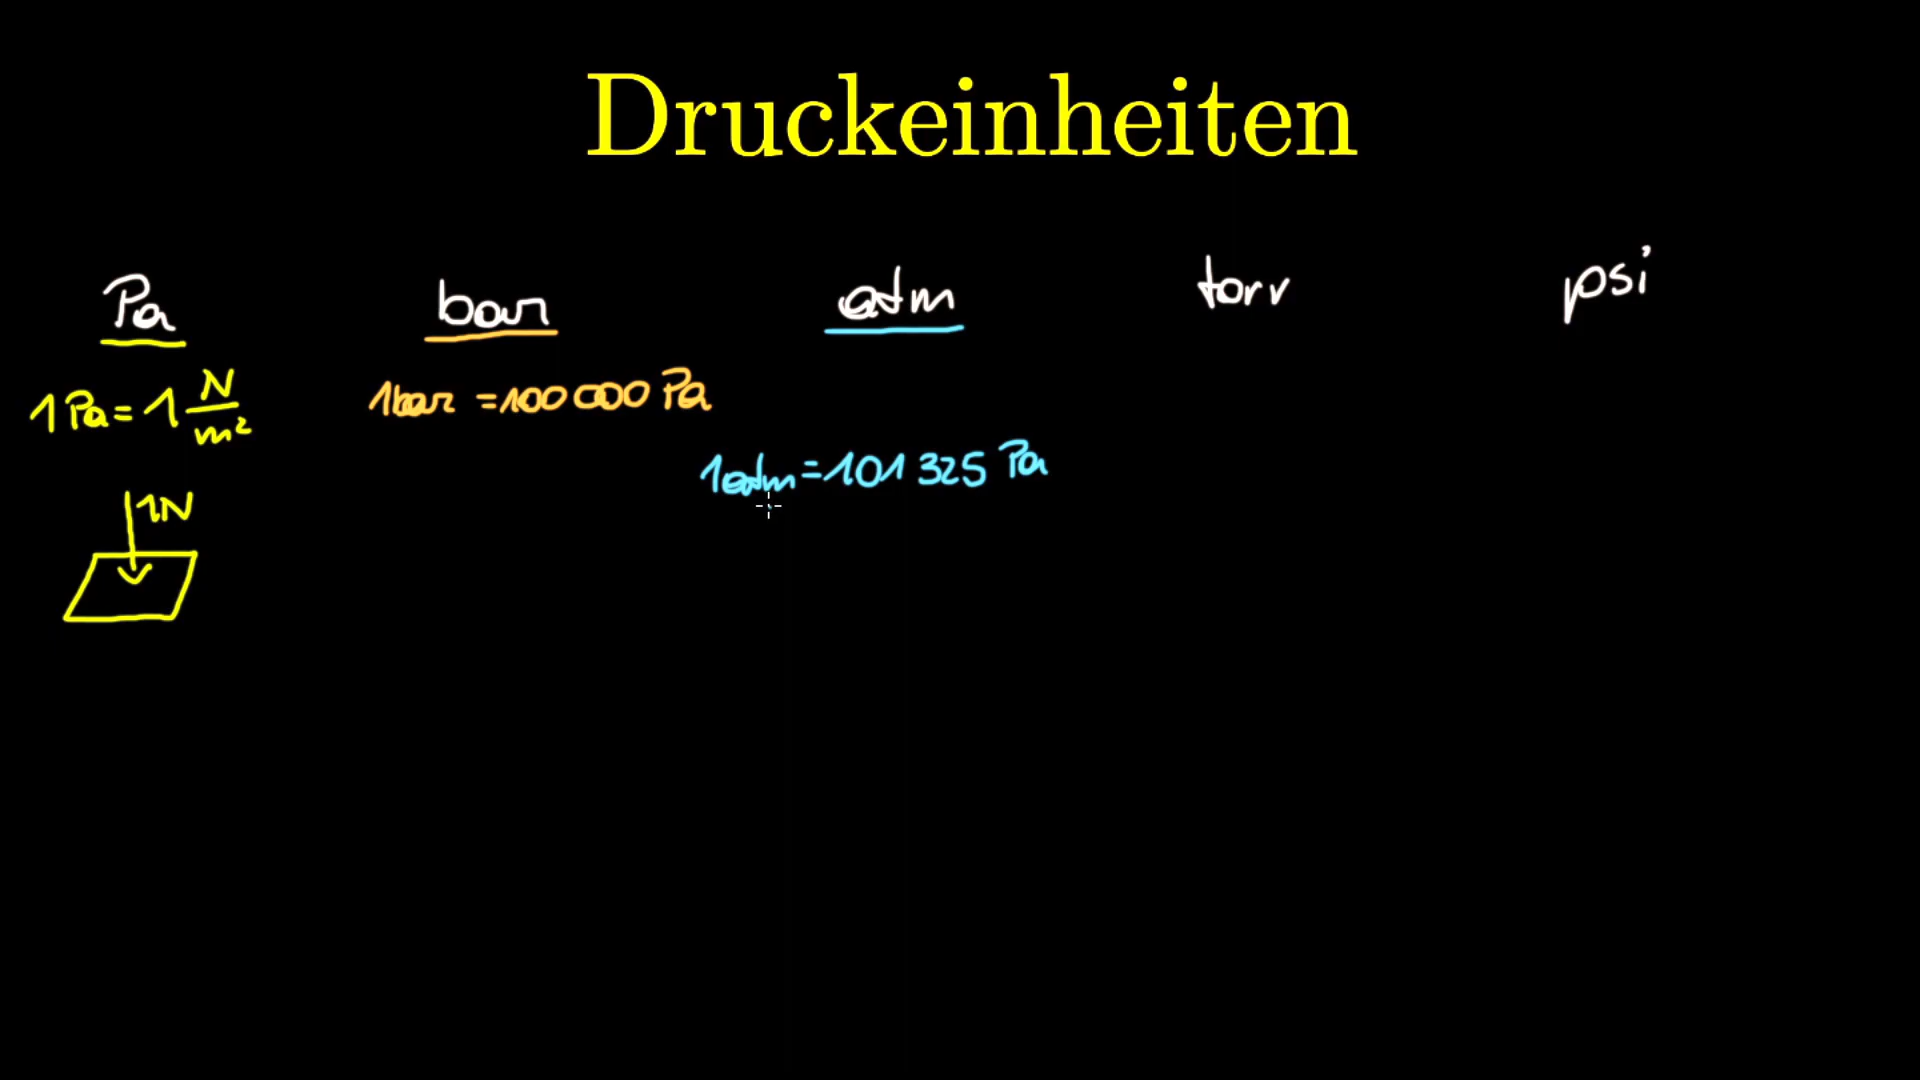 Druckeinheiten
Pa bar atm torr psi
1 Pa = 1 N/m²
1 bar = 100 000 Pa
1 atm = 101 325 Pa
1N